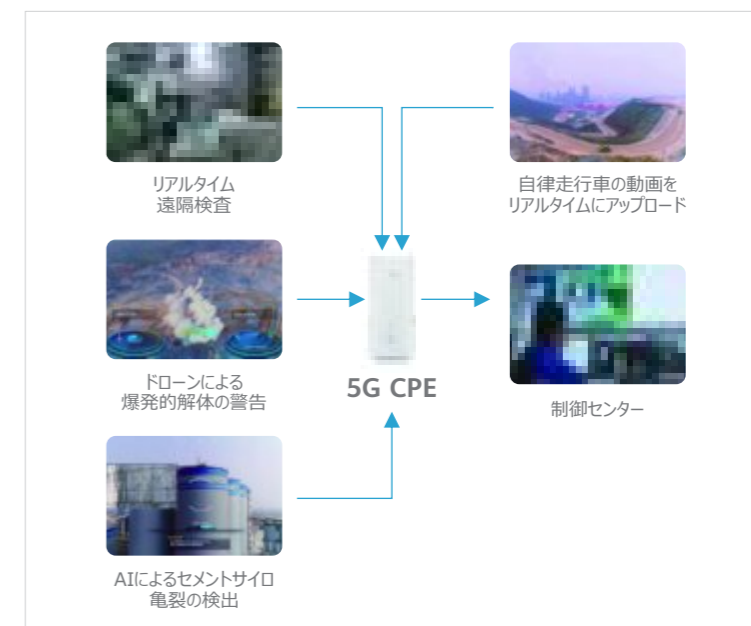 リアルタイム
遠隔検査
自律走行車の動画を
リアルタイムにアップロード
ドローンによる
爆発的解体の警告
5G CPE
制御センター
AIによるセメントサイロ
亀裂の検出